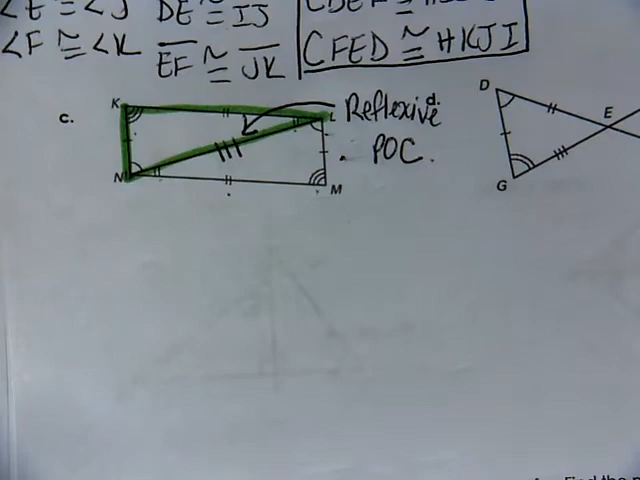 <E ≅ <J DE ≅ IJ
<F ≅ <K EF ≅ JK
CFED ≅ HKJI
c.
K
L
N
M
Reflexive
POC.
D
E
G